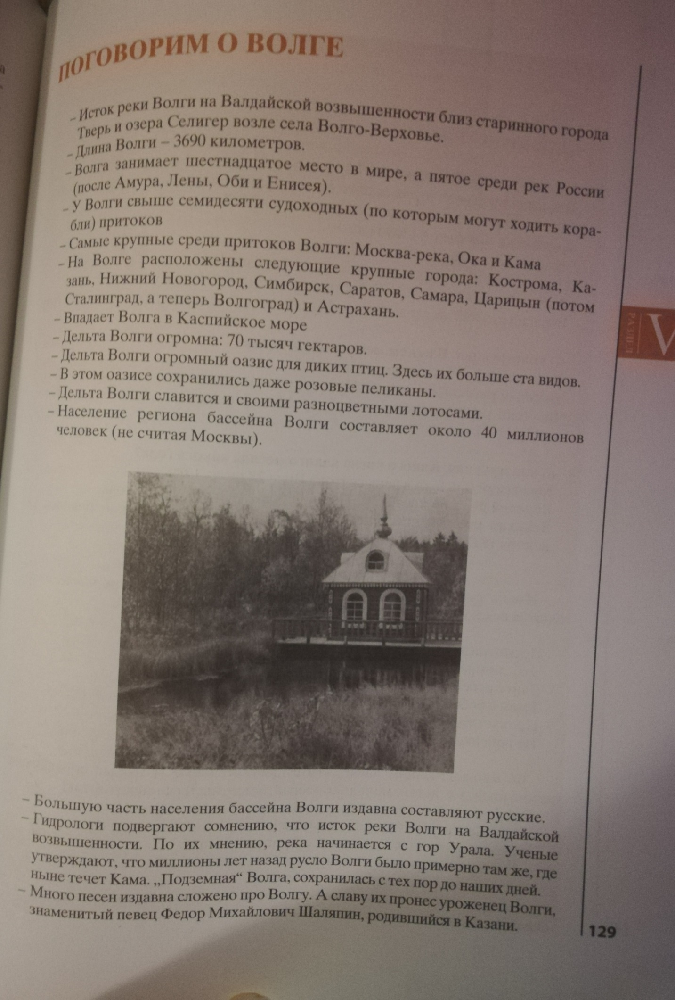 ПОГОВОРИМ О ВОЛГЕ
– Исток реки Волги на Валдайской возвышенности близ старинного города
Тверь и озера Селигер возле села Волго-Верховье.
– Длина Волги – 3690 километров.
– Волга занимает шестнадцатое место в мире, а пятое среди рек России
(после Амура, Лены, Оби и Енисея).
– У Волги свыше семидесяти судоходных (по которым могут ходить кора-
бли) притоков
– Самые крупные среди притоков Волги: Москва-река, Ока и Кама
– На Волге расположены следующие крупные города: Кострома, Ка-
зань, Нижний Новогород, Симбирск, Саратов, Самара, Царицын (потом
Сталинград, а теперь Волгоград) и Астрахань.
– Впадает Волга в Каспийское море
– Дельта Волги огромна: 70 тысяч гектаров.
– Дельта Волги огромный оазис для диких птиц. Здесь их больше ста видов.
– В этом оазисе сохранились даже розовые пеликаны.
– Дельта Волги славится и своими разноцветными лотосами.
– Население региона бассейна Волги составляет около 40 миллионов
человек (не считая Москвы).
– Большую часть населения бассейна Волги издавна составляют русские.
– Гидрологи подвергают сомнению, что исток реки Волги на Валдайской
возвышенности. По их мнению, река начинается с гор Урала. Ученые
утверждают, что миллионы лет назад русло Волги было примерно там же, где
ныне течет Кама. „Подземная“ Волга, сохранилась с тех пор до наших дней.
– Много песен издавна сложено про Волгу. А славу их пронес уроженец Волги,
знаменитый певец Федор Михайлович Шаляпин, родившийся в Казани.
РАЗДЕЛ
V
129